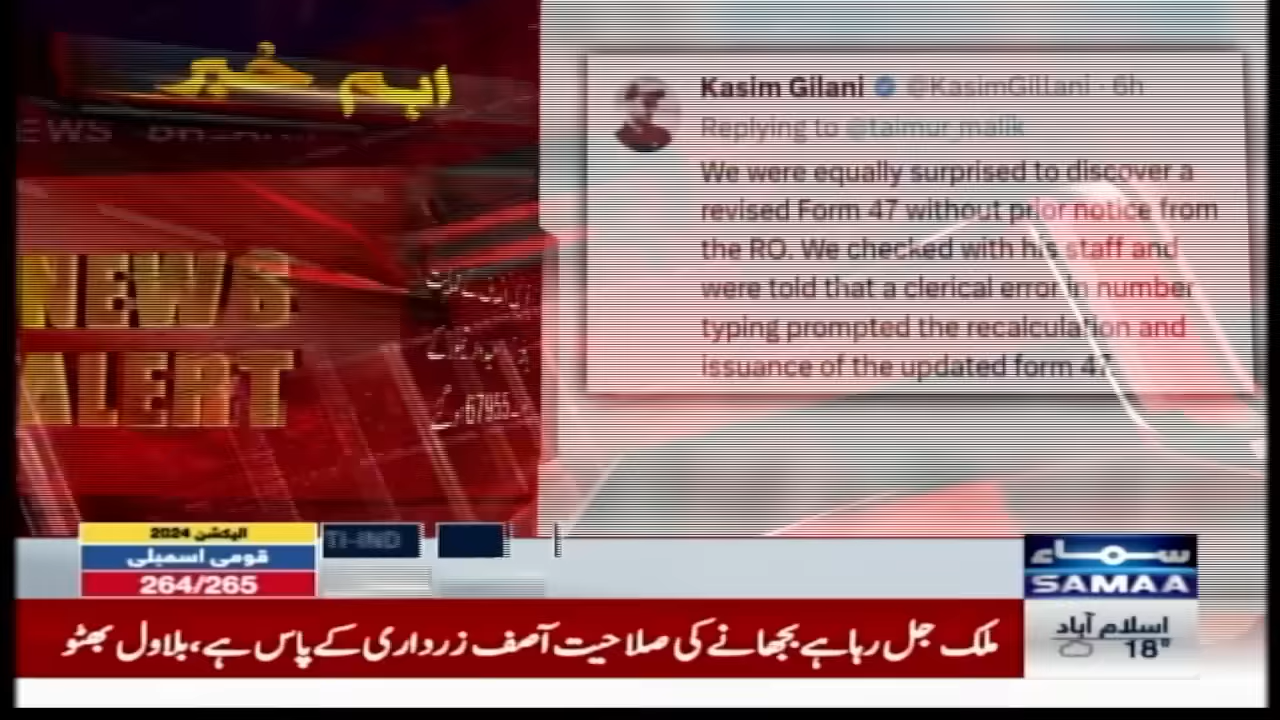 اہم خبر
NEWS
ALERT
67955
Kasim Gilani @KasimGillani · 6h
Replying to @taimur_malik
We were equally surprised to discover a
revised Form 47 without prior notice from
the RO. We checked with his staff and
were told that a clerical error in number
typing prompted the recalculation and
issuance of the updated form 47
الیکشن 2024
قومی اسمبلی
264/265
TI-IND
سماء
SAMAA
ملک جل رہا ہے بجھانے کی صلاحیت آصف زرداری کے پاس ہے، بلاول بھٹو
اسلام آباد
18°